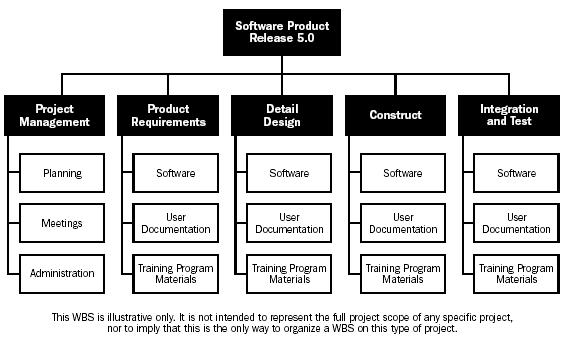 Software Product
Release 5.0
Project
Management
Product
Requirements
Detail
Design
Construct
Integration
and Test
Planning
Software
Software
Software
Software
Meetings
User
Documentation
User
Documentation
User
Documentation
User
Documentation
Administration
Training Program
Materials
Training Program
Materials
Training Program
Materials
Training Program
Materials
This WBS is illustrative only. It is not intended to represent the full project scope of any specific project,
nor to imply that this is the only way to organize a WBS on this type of project.